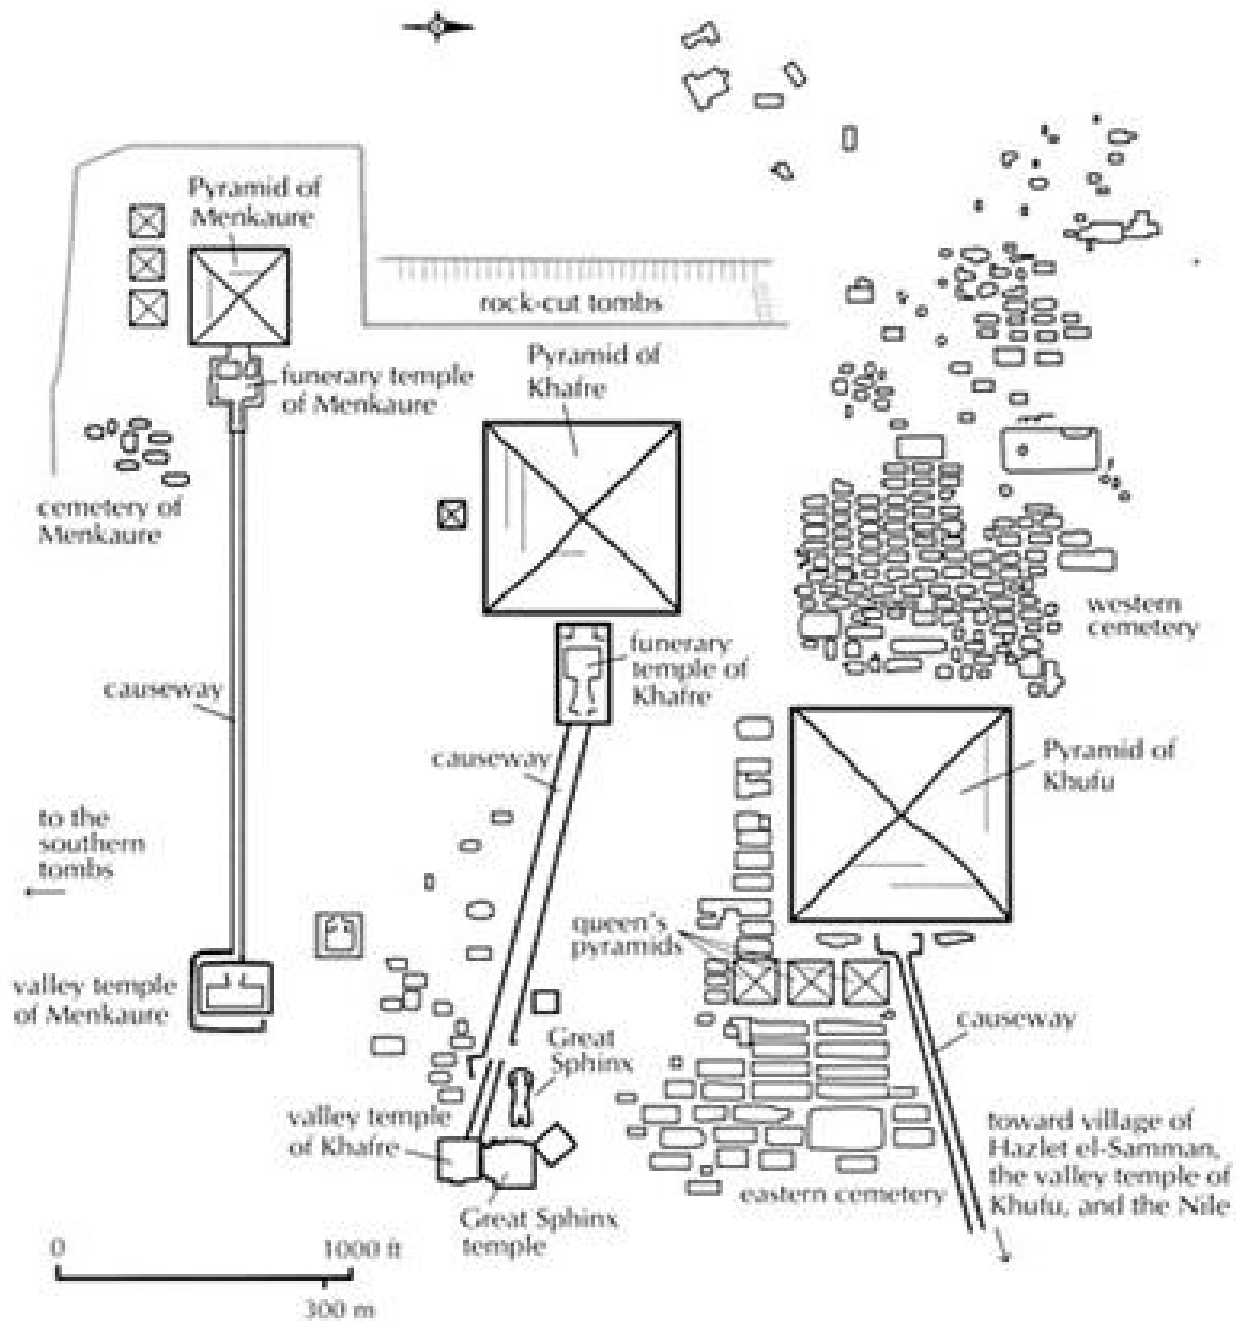 Pyramid of
Menkaure
rock-cut tombs
Pyramid of
Khafre
funerary temple
of Menkaure
cemetery of
Menkaure
western
cemetery
funerary
temple of
Khafre
causeway
causeway
Pyramid of
Khufu
to the
southern
tombs
queen's
pyramids
valley temple
of Menkaure
causeway
Great
Sphinx
valley temple
of Khafre
toward village of
Hazlet el-Samman,
the valley temple of
Khufu, and the Nile
eastern cemetery
Great Sphinx
temple
0
1000 ft
300 m